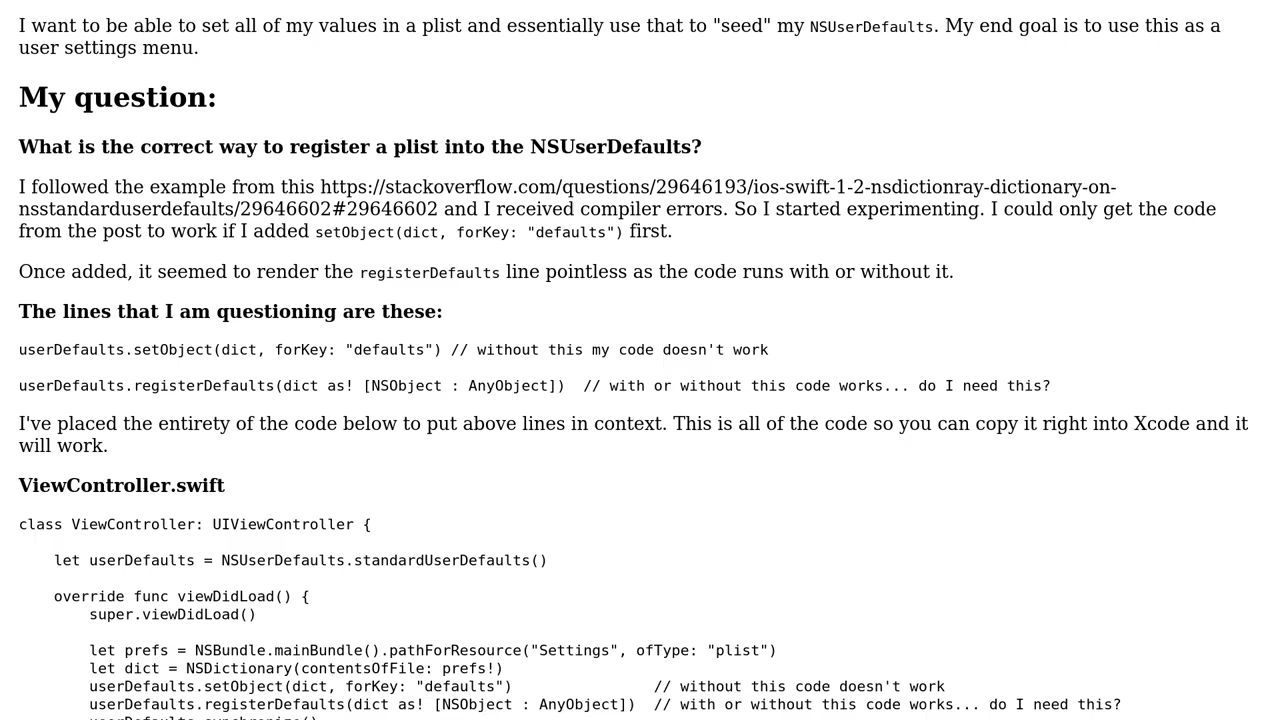 I want to be able to set all of my values in a plist and essentially use that to "seed" my NSUserDefaults. My end goal is to use this as a
user settings menu.
My question:
What is the correct way to register a plist into the NSUserDefaults?
I followed the example from this https://stackoverflow.com/questions/29646193/ios-swift-1-2-nsdictionray-dictionary-on-
nsstandarduserdefaults/29646602#29646602 and I received compiler errors. So I started experimenting. I could only get the code
from the post to work if I added setObject(dict, forKey: "defaults") first.
Once added, it seemed to render the registerDefaults line pointless as the code runs with or without it.
The lines that I am questioning are these:
userDefaults.setObject(dict, forKey: "defaults") // without this my code doesn't work
userDefaults.registerDefaults(dict as! [NSObject : AnyObject])  // with or without this code works... do I need this?
I've placed the entirety of the code below to put above lines in context. This is all of the code so you can copy it right into Xcode and it
will work.
ViewController.swift
class ViewController: UIViewController {
    let userDefaults = NSUserDefaults.standardUserDefaults()
    override func viewDidLoad() {
        super.viewDidLoad()
        let prefs = NSBundle.mainBundle().pathForResource("Settings", ofType: "plist")
        let dict = NSDictionary(contentsOfFile: prefs!)
        userDefaults.setObject(dict, forKey: "defaults")                // without this code doesn't work
        userDefaults.registerDefaults(dict as! [NSObject : AnyObject])  // with or without this code works... do I need this?
        userDefaults.synchronize()